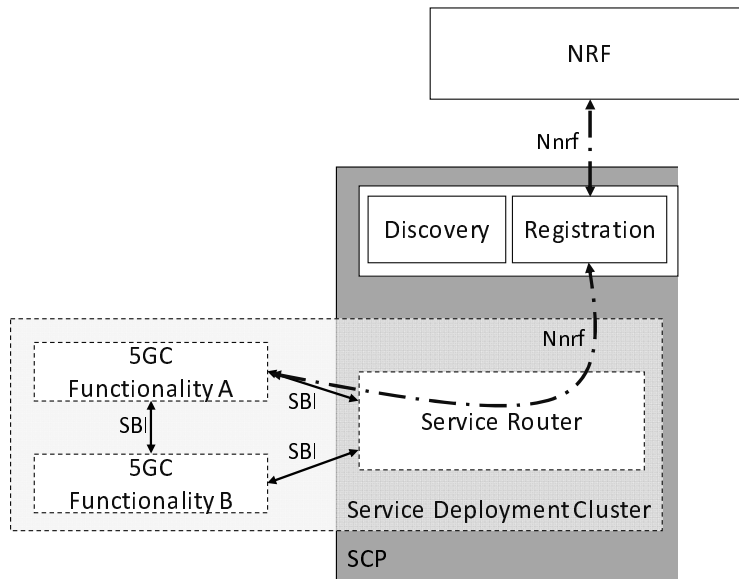 NRF
Nnrf
Discovery
Registration
Nnrf
5GC
Functionality A
SBI
Service Router
SBI
SBI
5GC
Functionality B
Service Deployment Cluster
SCP